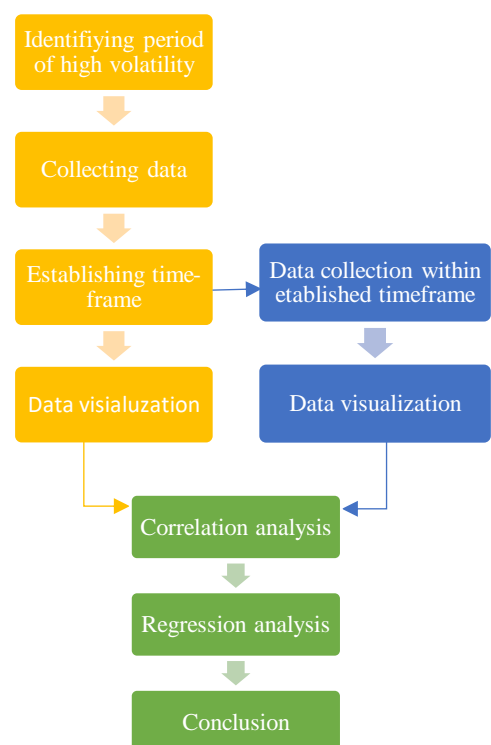 Identifiying period
of high volatility
Collecting data
Establishing time-
frame
Data collection within
etablished timeframe
Data visialuzation
Data visualization
Correlation analysis
Regression analysis
Conclusion